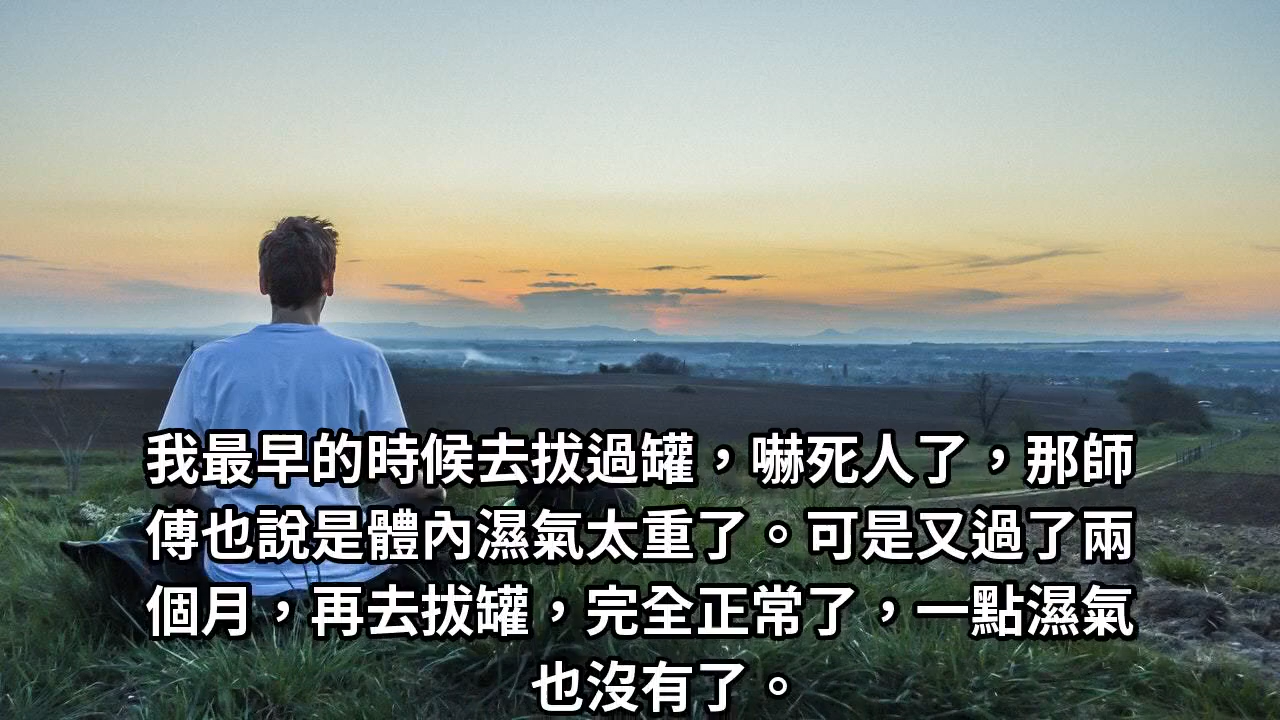 我最早的時候去拔過罐，嚇死人了，那師
傅也說是體內濕氣太重了。可是又過了兩
個月，再去拔罐，完全正常了，一點濕氣
也沒有了。